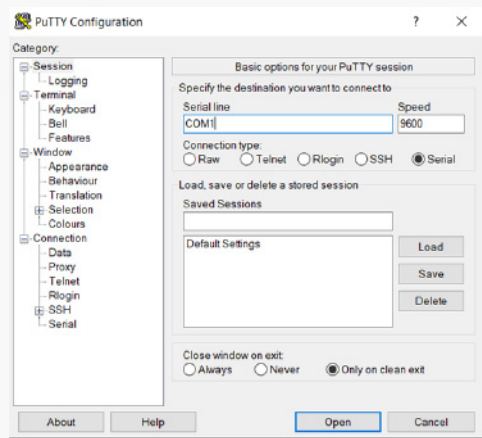 PuTTY Configuration
? ×
Category:
Session
Logging
Terminal
Keyboard
Bell
Features
Window
Appearance
Behaviour
Translation
Selection
Colours
Connection
Data
Proxy
Telnet
Rlogin
SSH
Serial
Basic options for your PuTTY session
Specify the destination you want to connect to
Serial line Speed
COM1 9600
Connection type:
Raw Telnet Rlogin SSH Serial
Load, save or delete a stored session
Saved Sessions
Default Settings
Load
Save
Delete
Close window on exit:
Always Never Only on clean exit
About Help Open Cancel